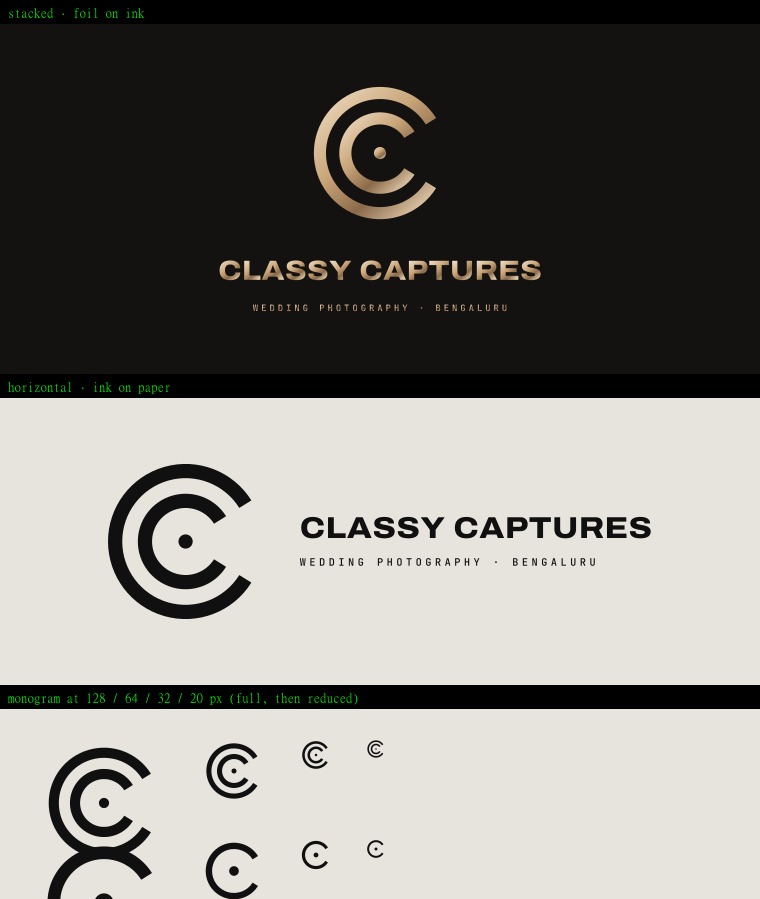 stacked · foil on ink
CLASSY CAPTURES
WEDDING PHOTOGRAPHY · BENGALURU
horizontal · ink on paper
CLASSY CAPTURES
WEDDING PHOTOGRAPHY · BENGALURU
monogram at 128 / 64 / 32 / 20 px (full, then reduced)